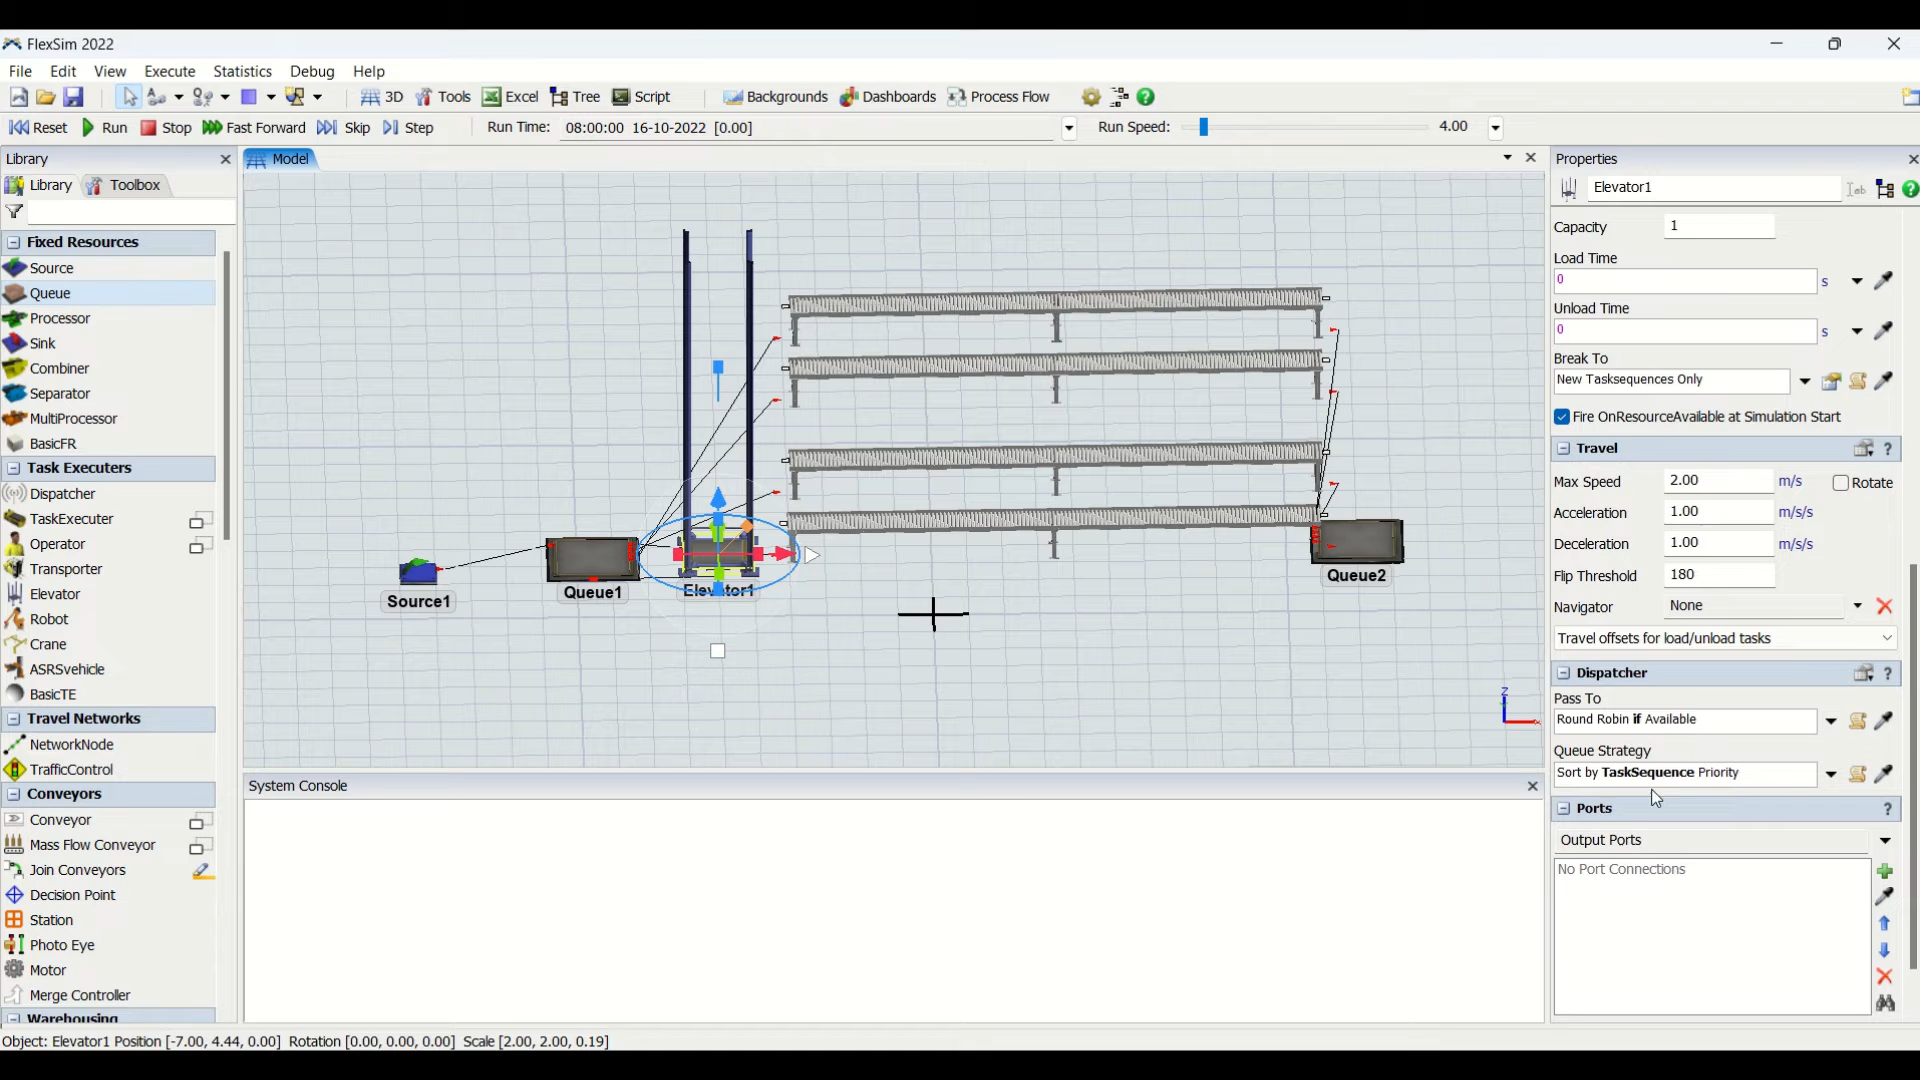 FlexSim 2022
File Edit View Execute Statistics Debug Help
3D Tools Excel Tree Script Backgrounds Dashboards Process Flow
Reset Run Stop Fast Forward Skip Step Run Time: 08:00:00 16-10-2022 [0.00] Run Speed: 4.00
Library
Library Toolbox
Fixed Resources
Source
Queue
Processor
Sink
Combiner
Separator
MultiProcessor
BasicFR
Task Executers
Dispatcher
TaskExecuter
Operator
Transporter
Elevator
Robot
Crane
ASRSvehicle
BasicTE
Travel Networks
NetworkNode
TrafficControl
Conveyors
Conveyor
Mass Flow Conveyor
Join Conveyors
Decision Point
Station
Photo Eye
Motor
Merge Controller
Warehousing
Model
Source1
Queue1
Elevator1
Queue2
Z
System Console
Properties
Elevator1
Capacity 1
Load Time
0 s
Unload Time
0 s
Break To
New Tasksequences Only
Fire OnResourceAvailable at Simulation Start
Travel
Max Speed 2.00 m/s Rotate
Acceleration 1.00 m/s/s
Deceleration 1.00 m/s/s
Flip Threshold 180
Navigator None
Travel offsets for load/unload tasks
Dispatcher
Pass To
Round Robin if Available
Queue Strategy
Sort by TaskSequence Priority
Ports
Output Ports
No Port Connections
Object: Elevator1 Position [-7.00, 4.44, 0.00] Rotation [0.00, 0.00, 0.00] Scale [2.00, 2.00, 0.19]